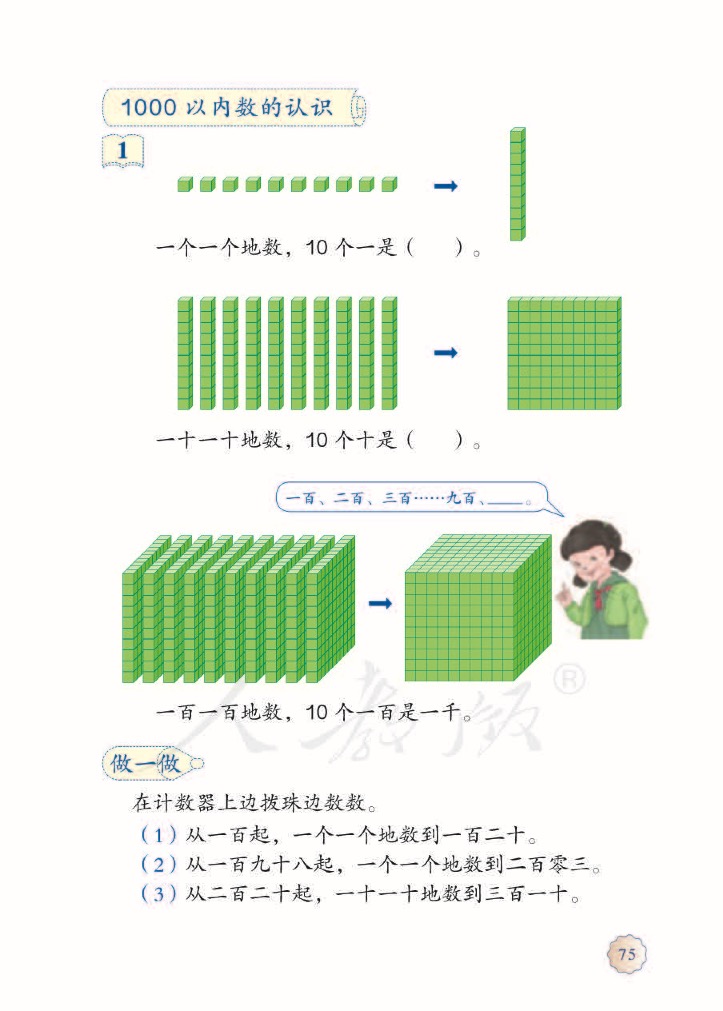 1000 以内数的认识
1
一个一个地数，10 个一是（　　）。
一十一十地数，10 个十是（　　）。
一百、二百、三百……九百、____。
一百一百地数，10 个一百是一千。
人教版®
做一做
在计数器上边拨珠边数数。
（1）从一百起，一个一个地数到一百二十。
（2）从一百九十八起，一个一个地数到二百零三。
（3）从二百二十起，一十一十地数到三百一十。
75